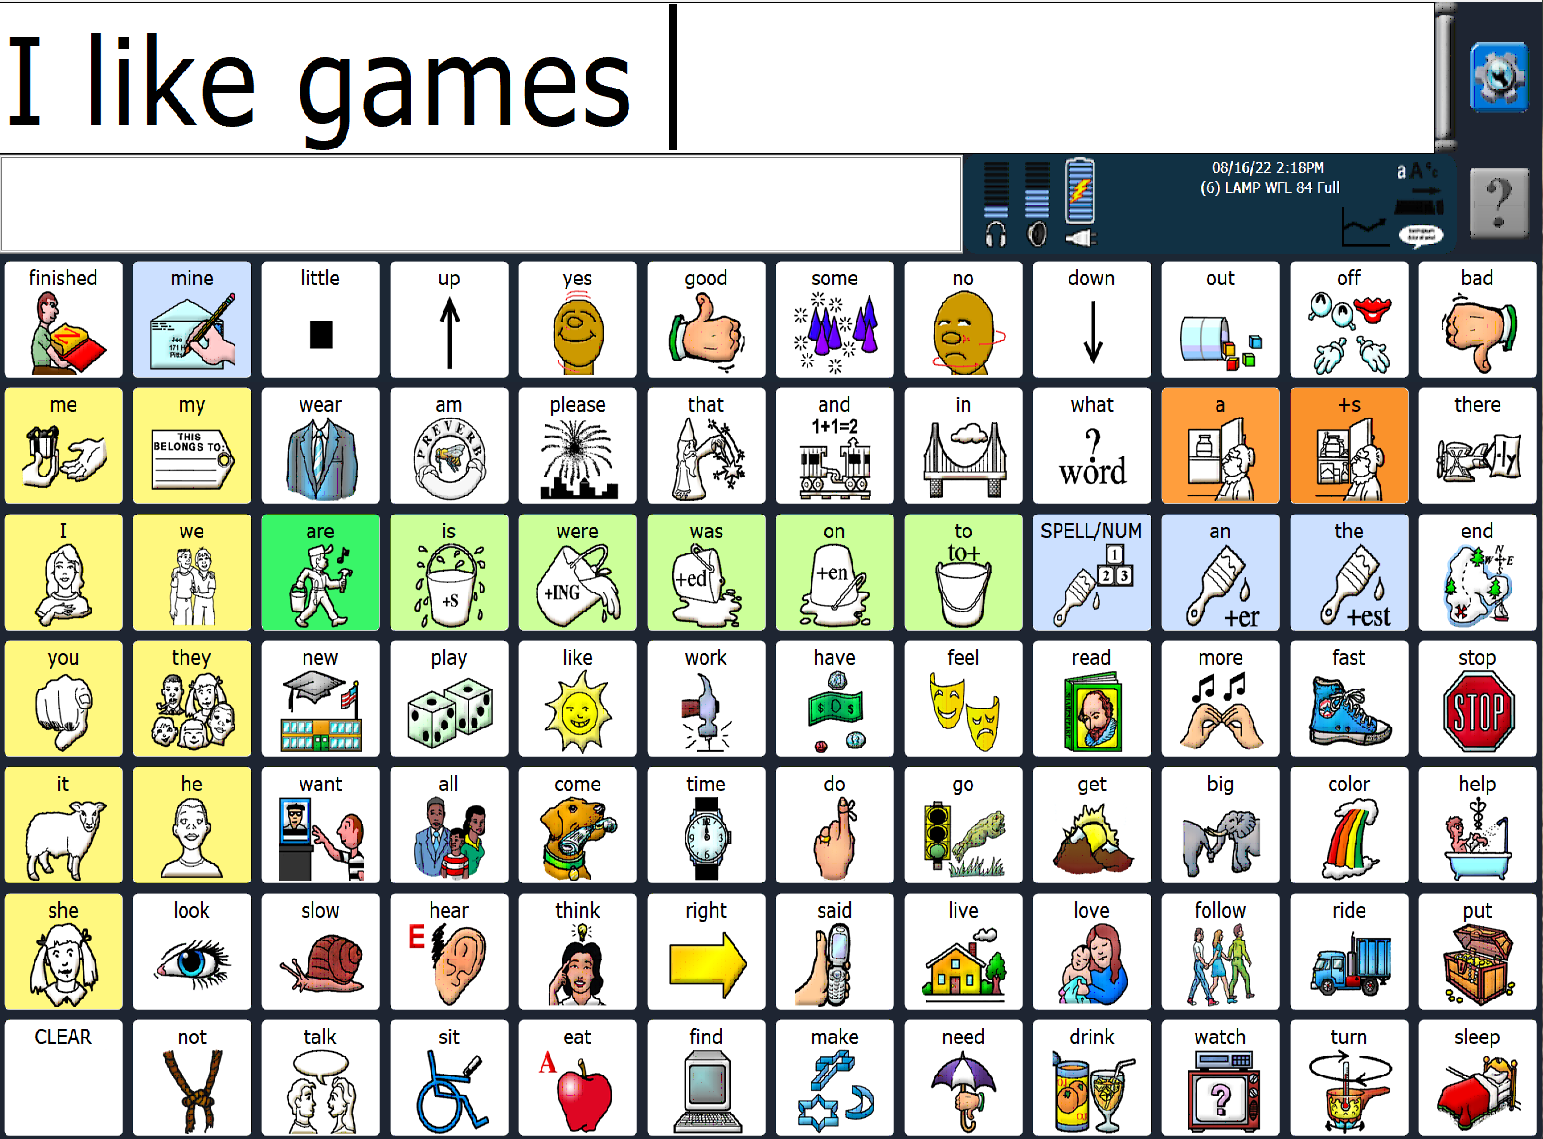 I like games
08/16/22 2:18PM
(6) LAMP WFL 84 Full
finished mine little up yes good some no down out off bad
me my wear am please that and in what a +s there
THIS BELONGS TO: PREVERB 1+1=2 ? word -ly
I we are is were was on to SPELL/NUM an the end
+S +ING +ed +en to+ 1 2 3 +er +est N W E
you they new play like work have feel read more fast stop
STOP
it he want all come time do go get big color help
she look slow hear think right said live love follow ride put
E
CLEAR not talk sit eat find make need drink watch turn sleep
A ?